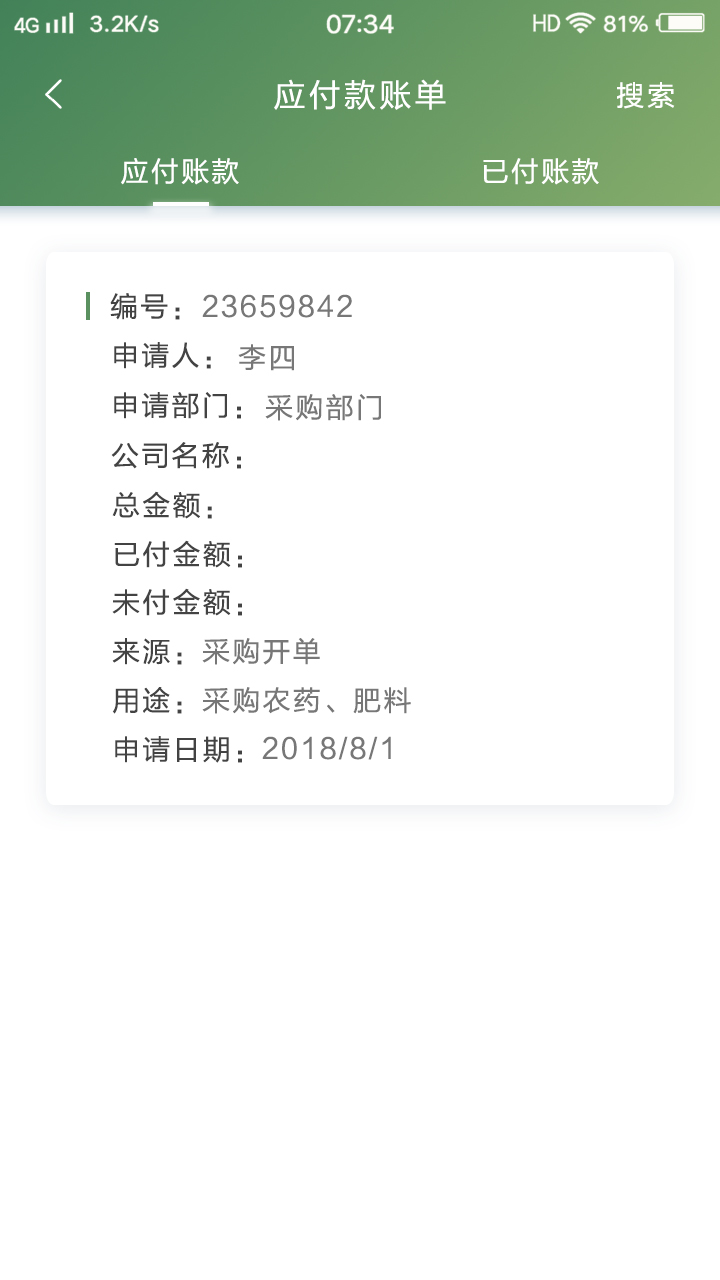 4G 3.2K/s 07:34 HD 81%
应付款账单 搜索
应付账款 已付账款
编号：23659842
申请人：李四
申请部门：采购部门
公司名称：
总金额：
已付金额：
未付金额：
来源：采购开单
用途：采购农药、肥料
申请日期：2018/8/1